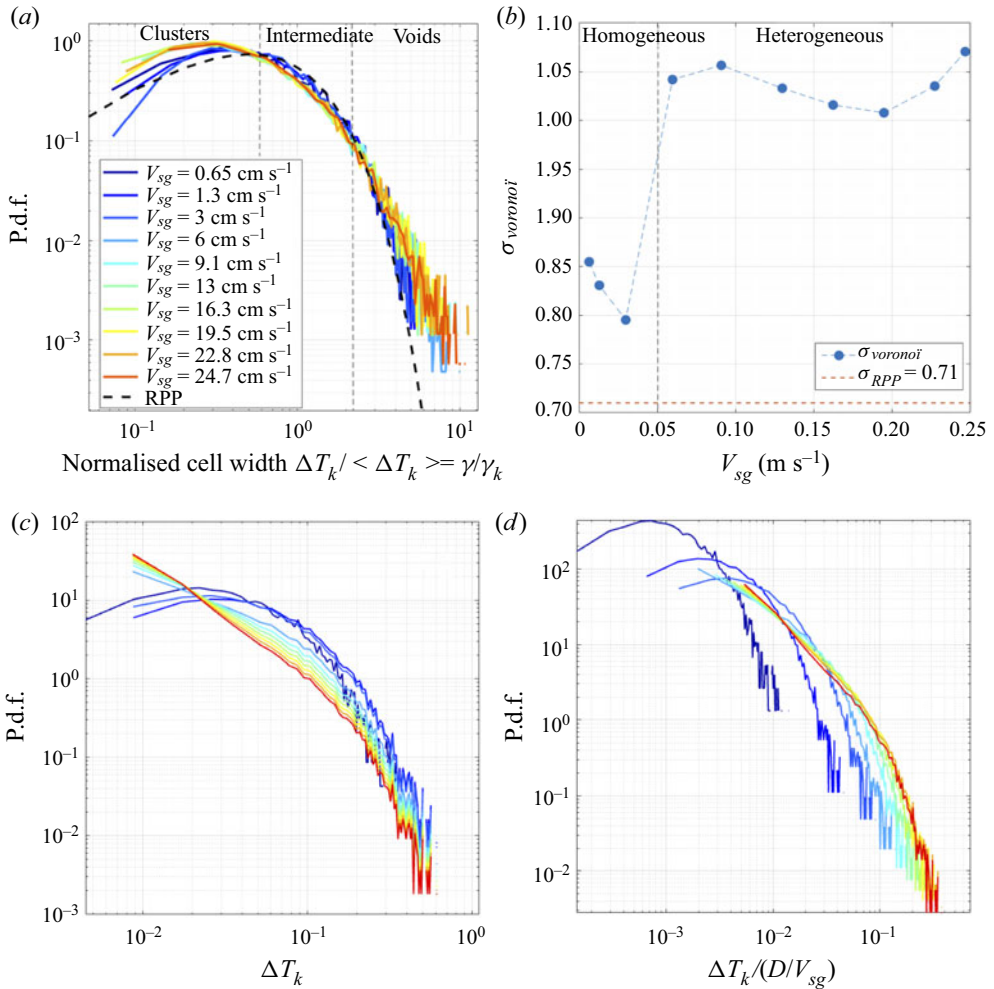 (a)
Clusters Intermediate Voids
10^1
10^0
10^–1
10^–2
10^–3
P.d.f.
V_sg = 0.65 cm s^–1
V_sg = 1.3 cm s^–1
V_sg = 3 cm s^–1
V_sg = 6 cm s^–1
V_sg = 9.1 cm s^–1
V_sg = 13 cm s^–1
V_sg = 16.3 cm s^–1
V_sg = 19.5 cm s^–1
V_sg = 22.8 cm s^–1
V_sg = 24.7 cm s^–1
RPP
10^–1 10^0 10^1
Normalised cell width ΔT_k / < ΔT_k >= γ/γ_k
(b)
Homogeneous Heterogeneous
1.10
1.05
1.00
1.95
1.90
0.85
0.80
0.75
0.70
σ_voronoï
σ_voronoï
σ_RPP = 0.71
0 0.05 0.10 0.15 0.20 0.25
V_sg (m s^–1)
(c)
10^2
10^1
10^0
10^–1
10^–2
10^–3
P.d.f.
10^–2 10^–1 10^0
ΔT_k
(d)
10^2
10^1
10^0
10^–1
10^–2
P.d.f.
10^–3 10^–2 10^–1
ΔT_k/(D/V_sg)